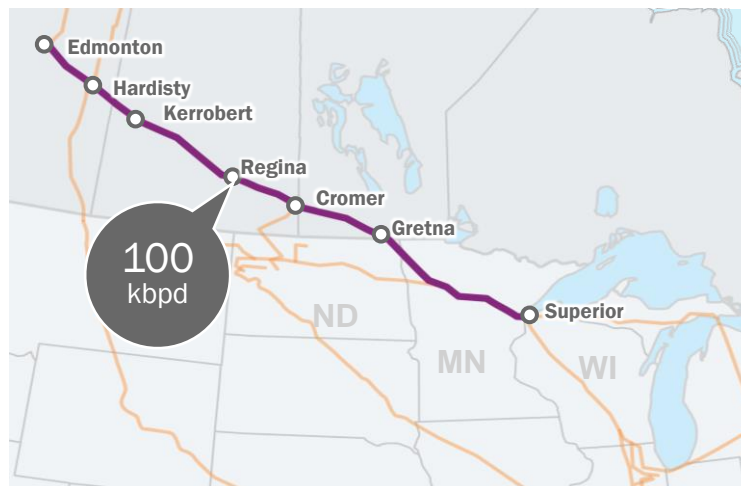 Edmonton
Hardisty
Kerrobert
Regina
Cromer
Gretna
100
kbpd
ND
Superior
MN
WI